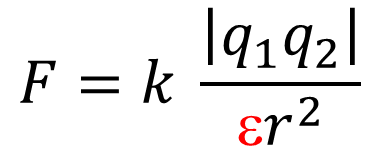 F = k |q₁q₂| / εr²